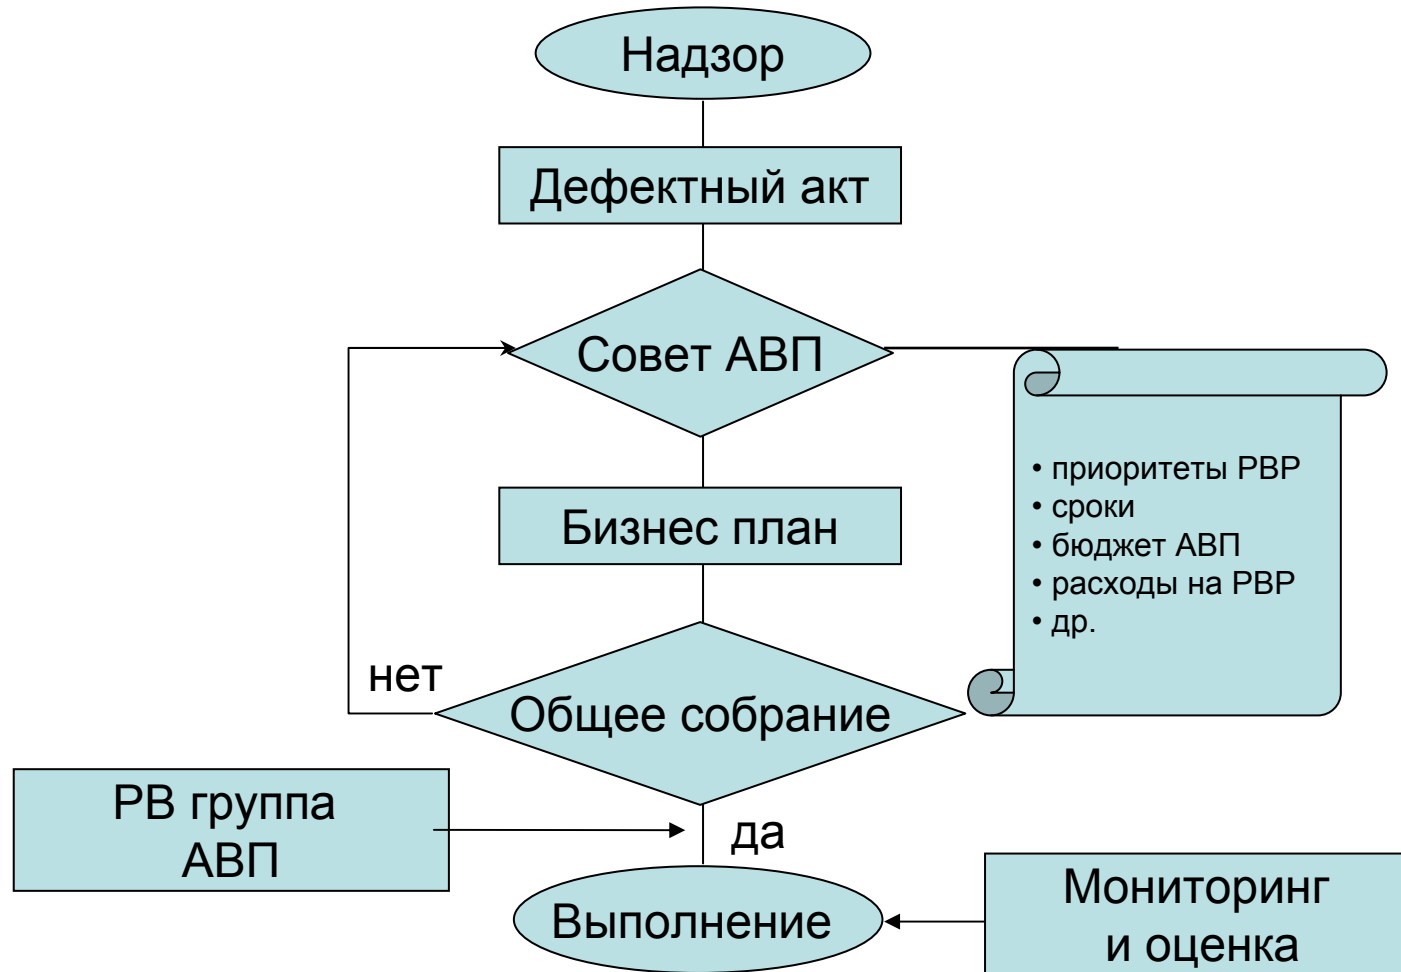 Надзор
Дефектный акт
Совет АВП
• приоритеты РВР
• сроки
• бюджет АВП
• расходы на РВР
• др.
Бизнес план
нет
Общее собрание
РВ группа
АВП
да
Выполнение
Мониторинг
и оценка